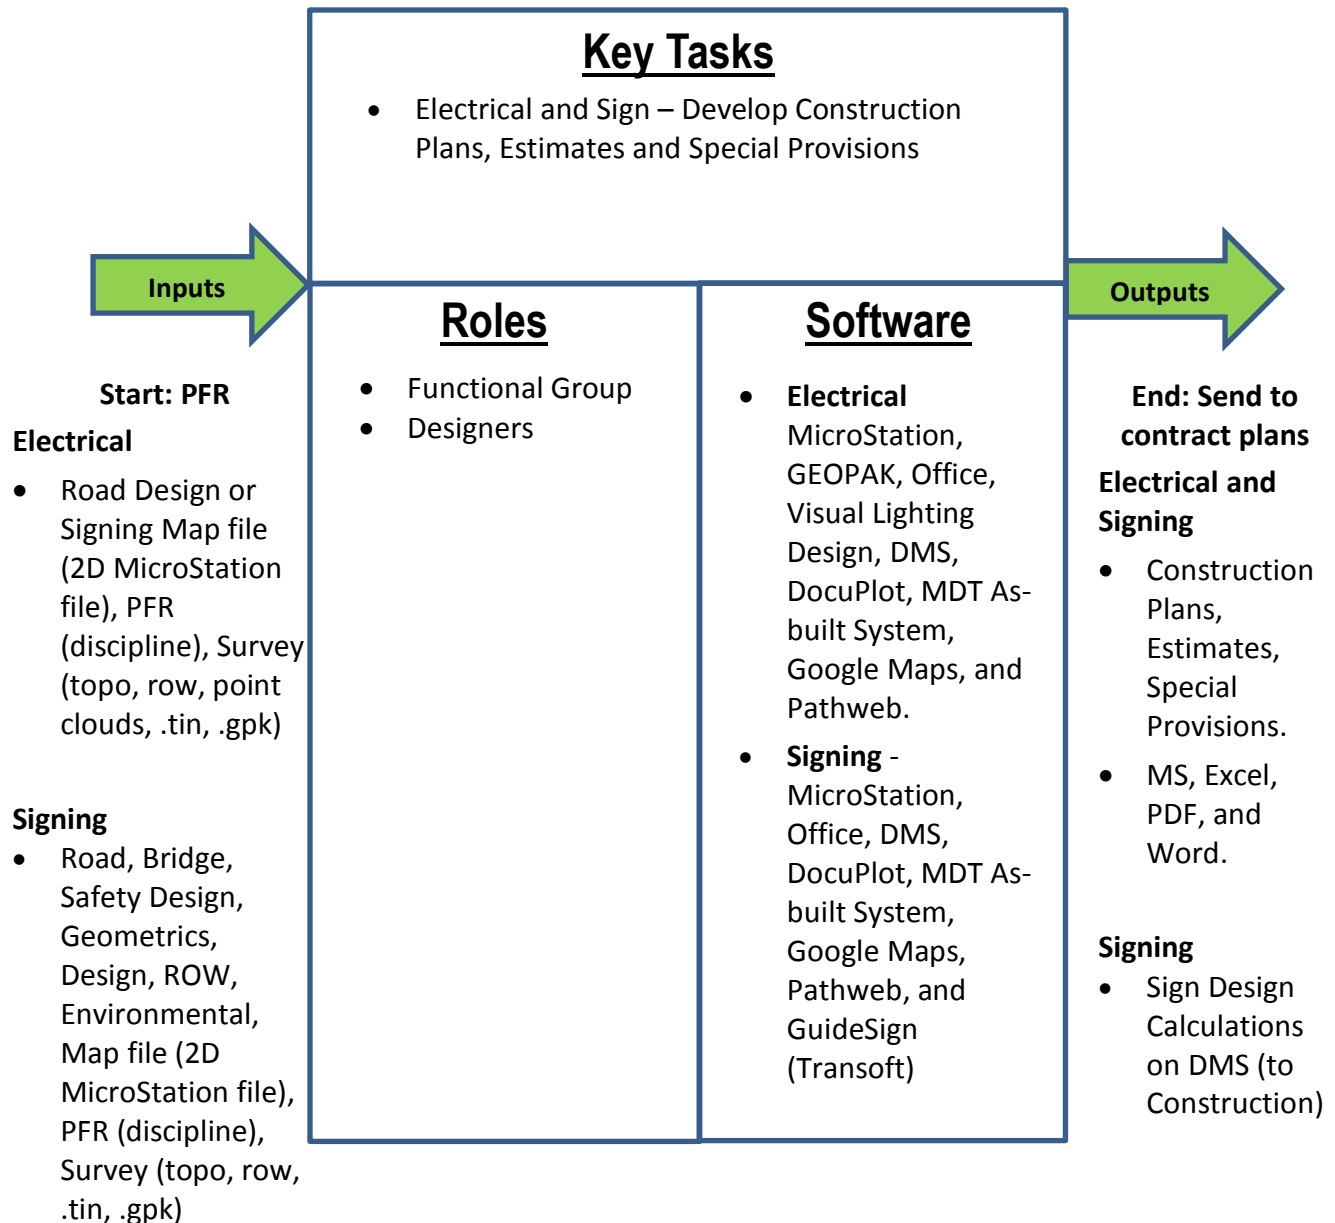 Key Tasks
• Electrical and Sign – Develop Construction
Plans, Estimates and Special Provisions
Inputs
Outputs
Start: PFR
Electrical
• Road Design or
Signing Map file
(2D MicroStation
file), PFR
(discipline), Survey
(topo, row, point
clouds, .tin, .gpk)
Signing
• Road, Bridge,
Safety Design,
Geometrics,
Design, ROW,
Environmental,
Map file (2D
MicroStation file),
PFR (discipline),
Survey (topo, row,
.tin, .gpk)
Roles
• Functional Group
• Designers
Software
• Electrical
MicroStation,
GEOPAK, Office,
Visual Lighting
Design, DMS,
DocuPlot, MDT As-
built System,
Google Maps, and
Pathweb.
• Signing -
MicroStation,
Office, DMS,
DocuPlot, MDT As-
built System,
Google Maps,
Pathweb, and
GuideSign
(Transoft)
End: Send to
contract plans
Electrical and
Signing
• Construction
Plans,
Estimates,
Special
Provisions.
• MS, Excel,
PDF, and
Word.
Signing
• Sign Design
Calculations
on DMS (to
Construction)